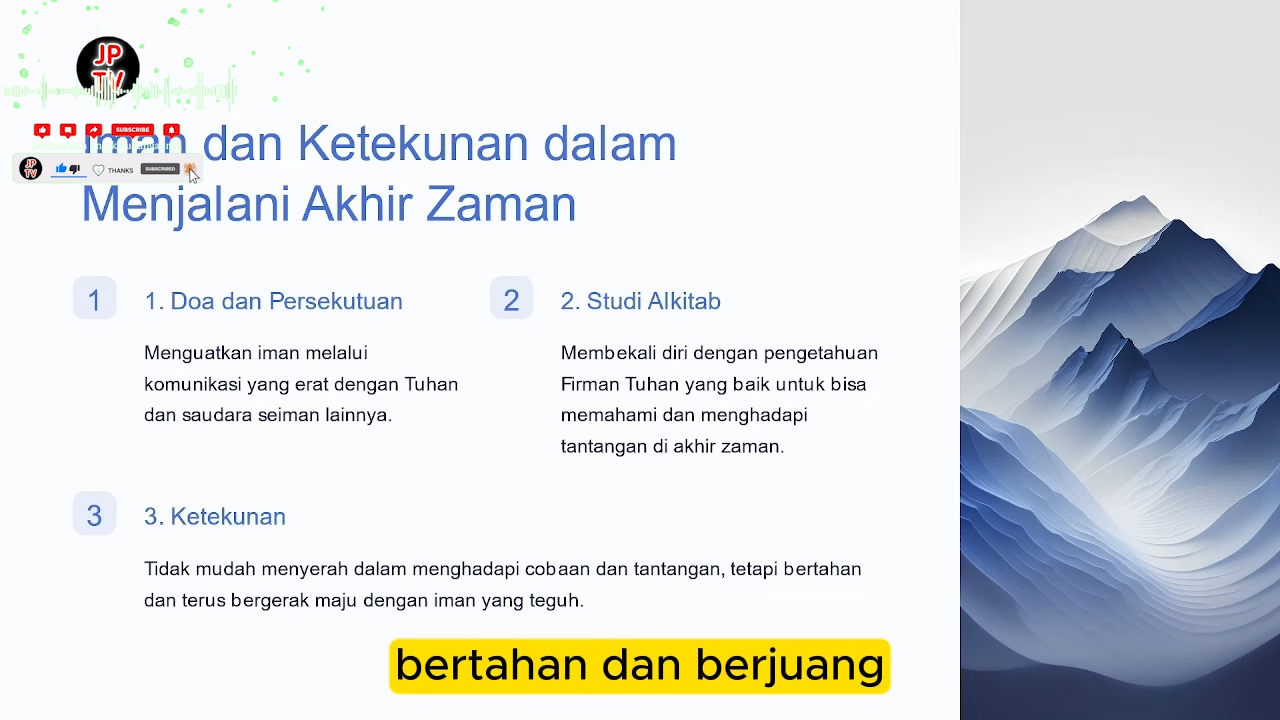 JP
TV
SUBSCRIBE
Iman dan Ketekunan dalam
JP
TV
THANKS
SUBSCRIBED
Menjalani Akhir Zaman
1
1. Doa dan Persekutuan
Menguatkan iman melalui
komunikasi yang erat dengan Tuhan
dan saudara seiman lainnya.
2
2. Studi Alkitab
Membekali diri dengan pengetahuan
Firman Tuhan yang baik untuk bisa
memahami dan menghadapi
tantangan di akhir zaman.
3
3. Ketekunan
Tidak mudah menyerah dalam menghadapi cobaan dan tantangan, tetapi bertahan
dan terus bergerak maju dengan iman yang teguh.
bertahan dan berjuang